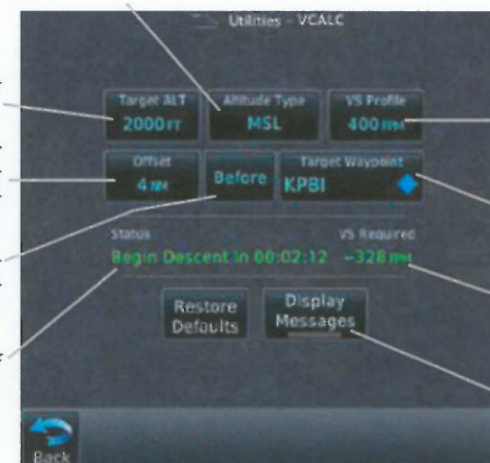 Utilities – VCALC
Target ALT Altitude Type VS Profile
2000 FT MSL 400 FPM
Offset Before Target Waypoint
4 NM KPBI
Status VS Required
Begin Descent in 00:02:12 -328 FPM
Restore Defaults
Display Messages
Back